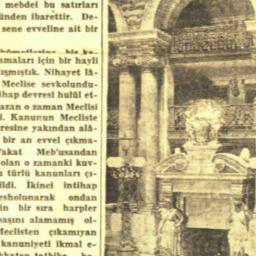 mebdei bu satırları
ünden ibarettir. De-
sene evveline ait bir
amaları için bir hayli
ışmıştık. Nihayet lâ-
Meclise sevkolundu-
ihap devresi hulûl et-
azan o zaman Meclisi
i. Kanunun Mecliste
resine yakından alâ-
bir an evvel çıkma-
Fakat Meb'usandan
olan o zamanki kuv-
u türlü kanunları çı-
ildi. İkinci intihap
esholunarak ondan
in bir sıra harpler
başını alamamış ol-
Meclisten çıkamıyan
kanuniyeti ikmal e-